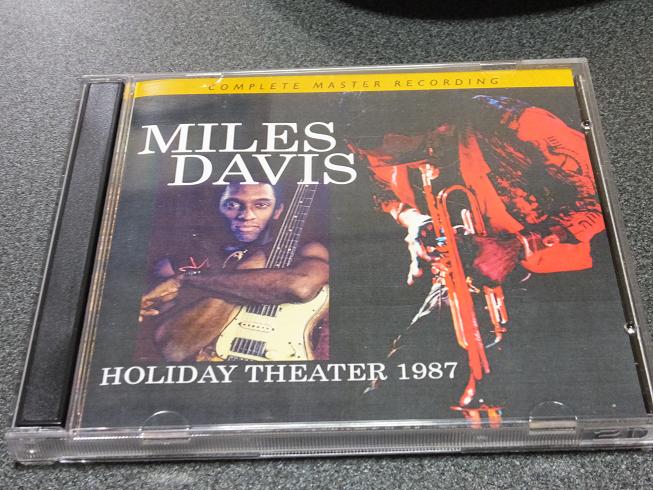 COMPLETE MASTER RECORDING
MILES
DAVIS
HOLIDAY THEATER 1987